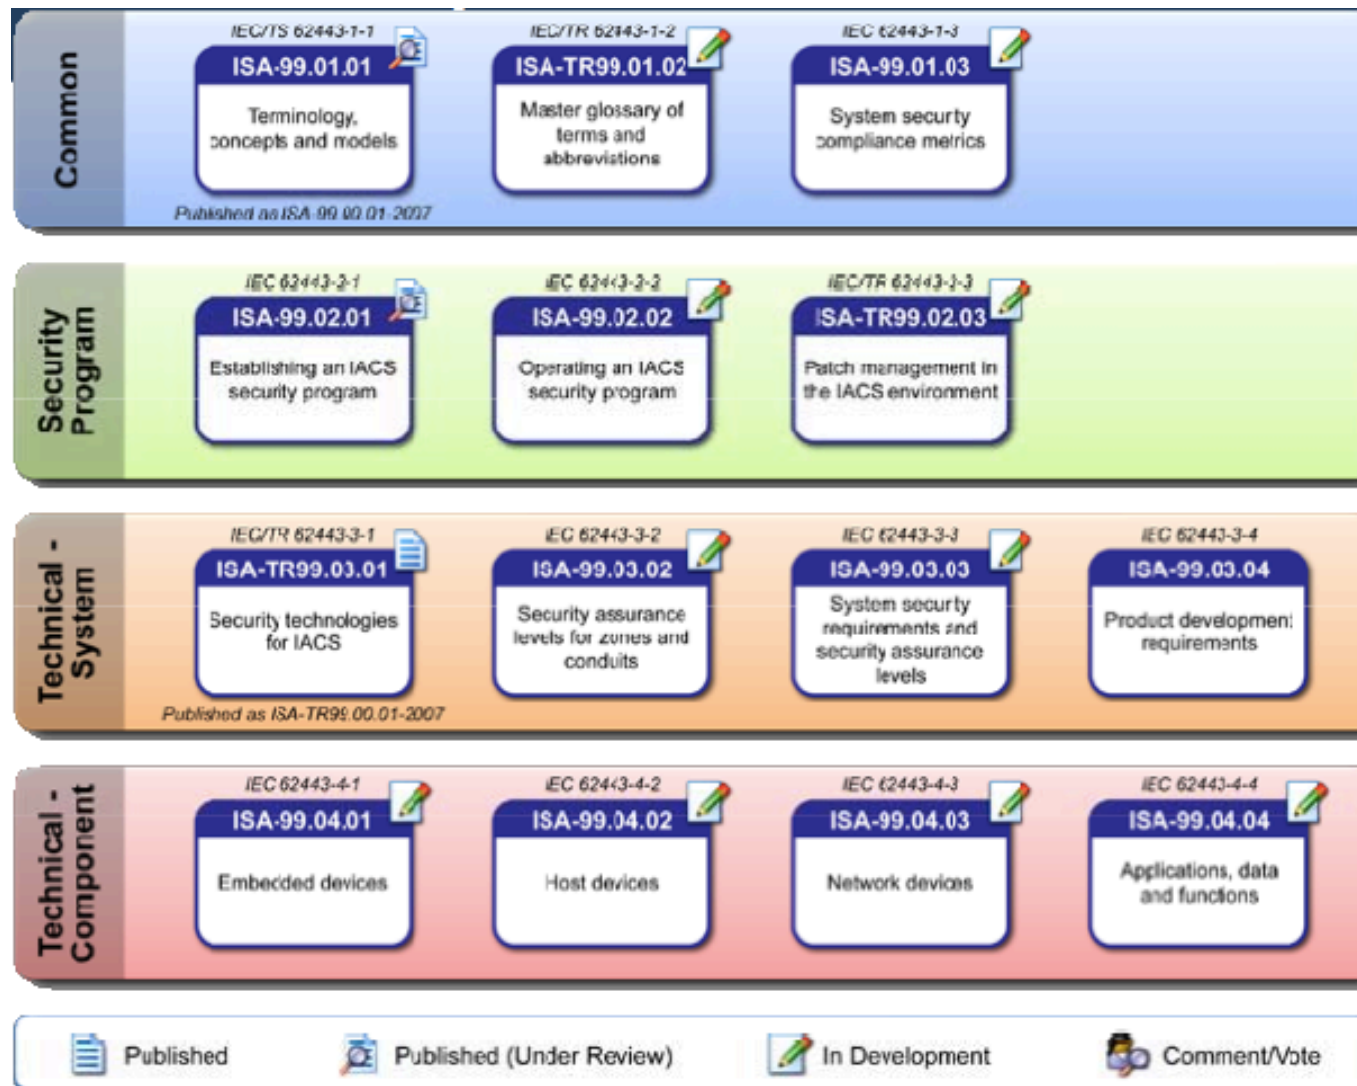 Common
IEC/TS 62443-1-1
ISA-99.01.01
Terminology,
concepts and models
Published as ISA-99.00.01-2007
IEC/TR 62443-1-2
ISA-TR99.01.02
Master glossary of
terms and
abbreviations
IEC 62443-1-3
ISA-99.01.03
System security
compliance metrics
Security
Program
IEC 62443-2-1
ISA-99.02.01
Establishing an IACS
security program
IEC 62443-2-2
ISA-99.02.02
Operating an IACS
security program
IEC/TR 62443-2-3
ISA-TR99.02.03
Patch management in
the IACS environment
Technical -
System
IEC/TR 62443-3-1
ISA-TR99.03.01
Security technologies
for IACS
Published as ISA-TR99.00.01-2007
IEC 62443-3-2
ISA-99.03.02
Security assurance
levels for zones and
conduits
IEC 62443-3-3
ISA-99.03.03
System security
requirements and
security assurance
levels
IEC 62443-3-4
ISA-99.03.04
Product development
requirements
Technical -
Component
IEC 62443-4-1
ISA-99.04.01
Embedded devices
IEC 62443-4-2
ISA-99.04.02
Host devices
IEC 62443-4-3
ISA-99.04.03
Network devices
IEC 62443-4-4
ISA-99.04.04
Applications, data
and functions
Published
Published (Under Review)
In Development
Comment/Vote